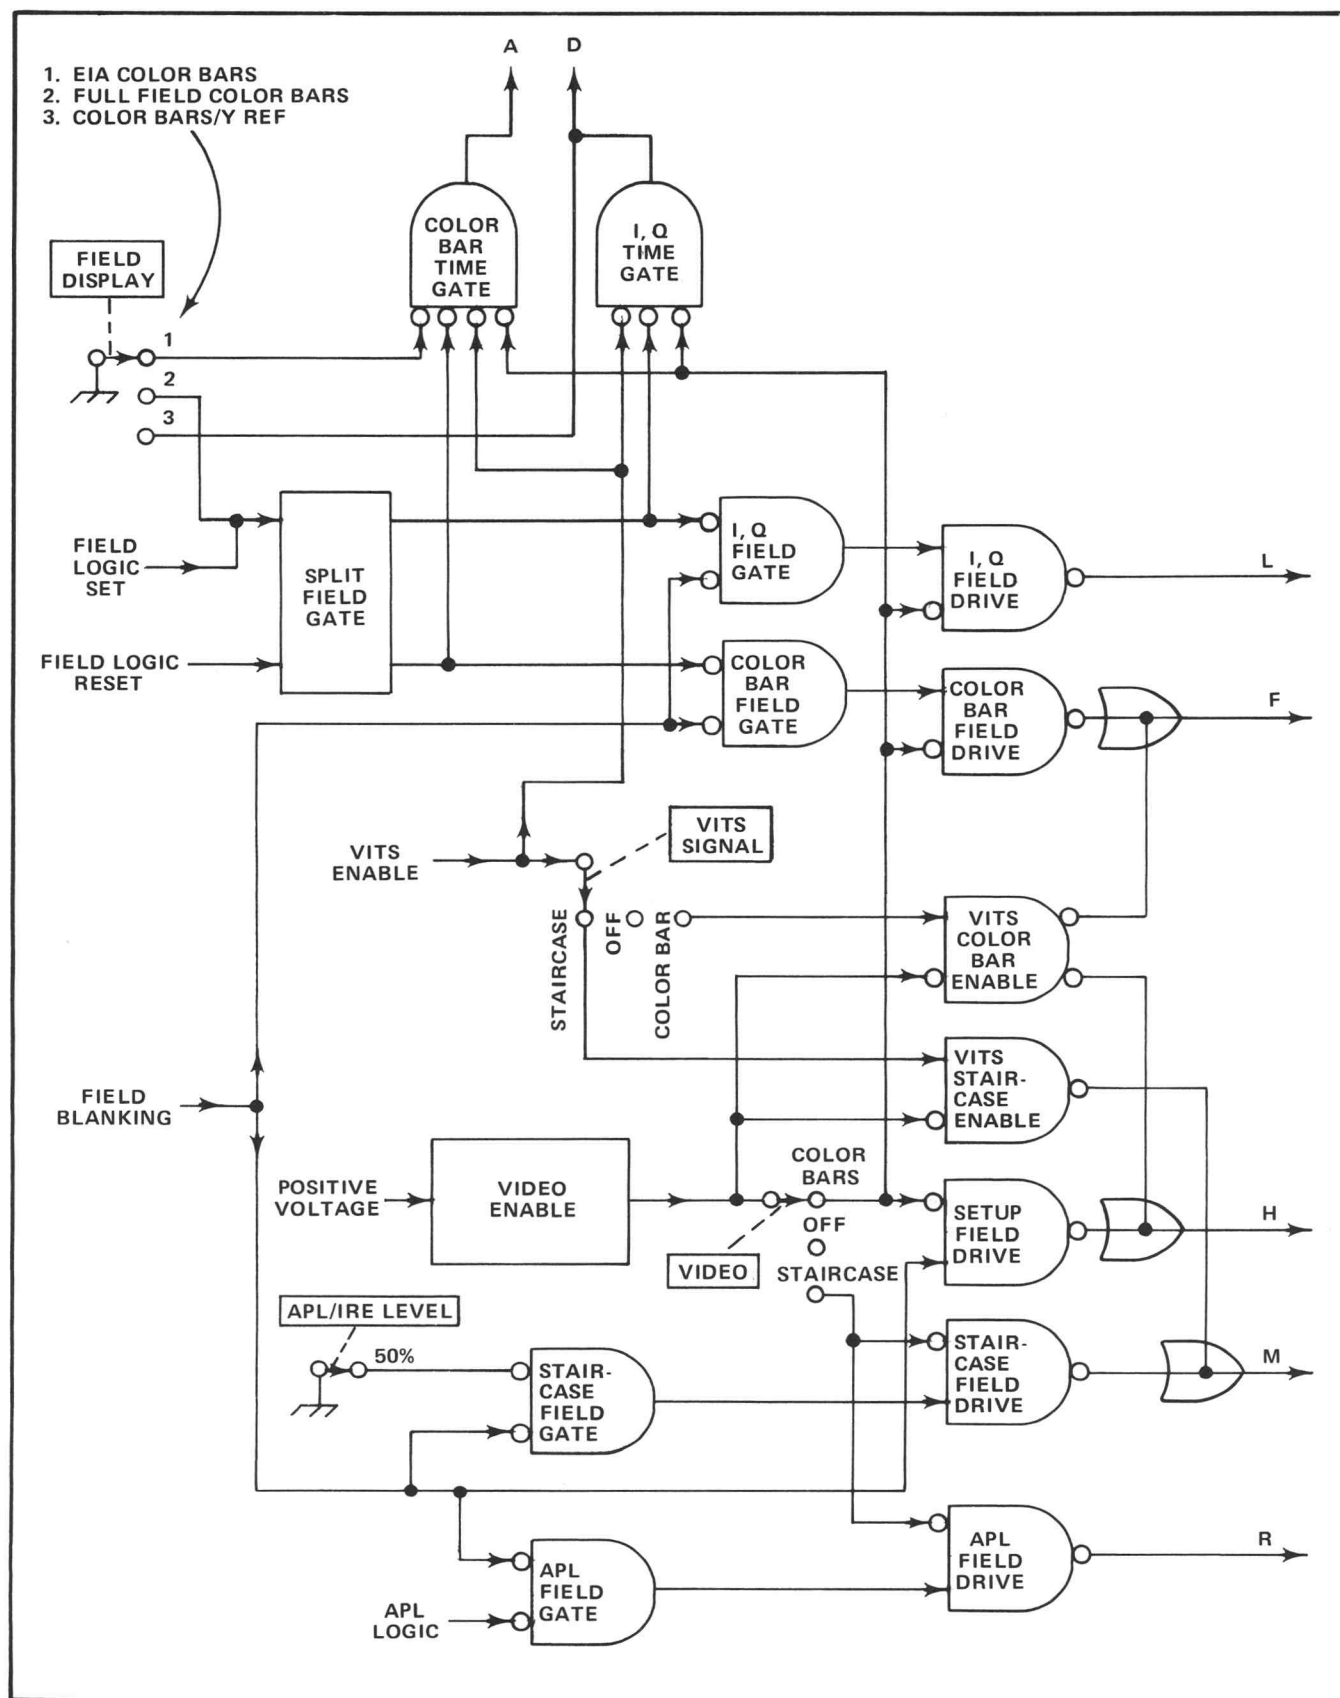 A
D
1. EIA COLOR BARS
2. FULL FIELD COLOR BARS
3. COLOR BARS/Y REF
COLOR
BAR
TIME
GATE
I, Q
TIME
GATE
FIELD
DISPLAY
1
2
3
FIELD
LOGIC
SET
SPLIT
FIELD
GATE
I, Q
FIELD
GATE
I, Q
FIELD
DRIVE
L
FIELD LOGIC
RESET
COLOR
BAR
FIELD
GATE
COLOR
BAR
FIELD
DRIVE
F
VITS
ENABLE
VITS
SIGNAL
STAIRCASE
OFF
COLOR BAR
VITS
COLOR
BAR
ENABLE
VITS
STAIR-
CASE
ENABLE
FIELD
BLANKING
POSITIVE
VOLTAGE
VIDEO
ENABLE
COLOR
BARS
OFF
STAIRCASE
VIDEO
SETUP
FIELD
DRIVE
H
APL/IRE LEVEL
50%
STAIR-
CASE
FIELD
GATE
STAIR-
CASE
FIELD
DRIVE
M
APL
FIELD
GATE
APL
LOGIC
APL
FIELD
DRIVE
R